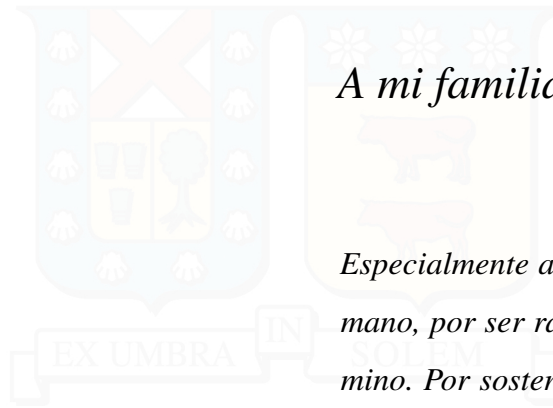 A mi familia
Especialmente a
mano, por ser
mino. Por
EX UMBRA IN SOLEM